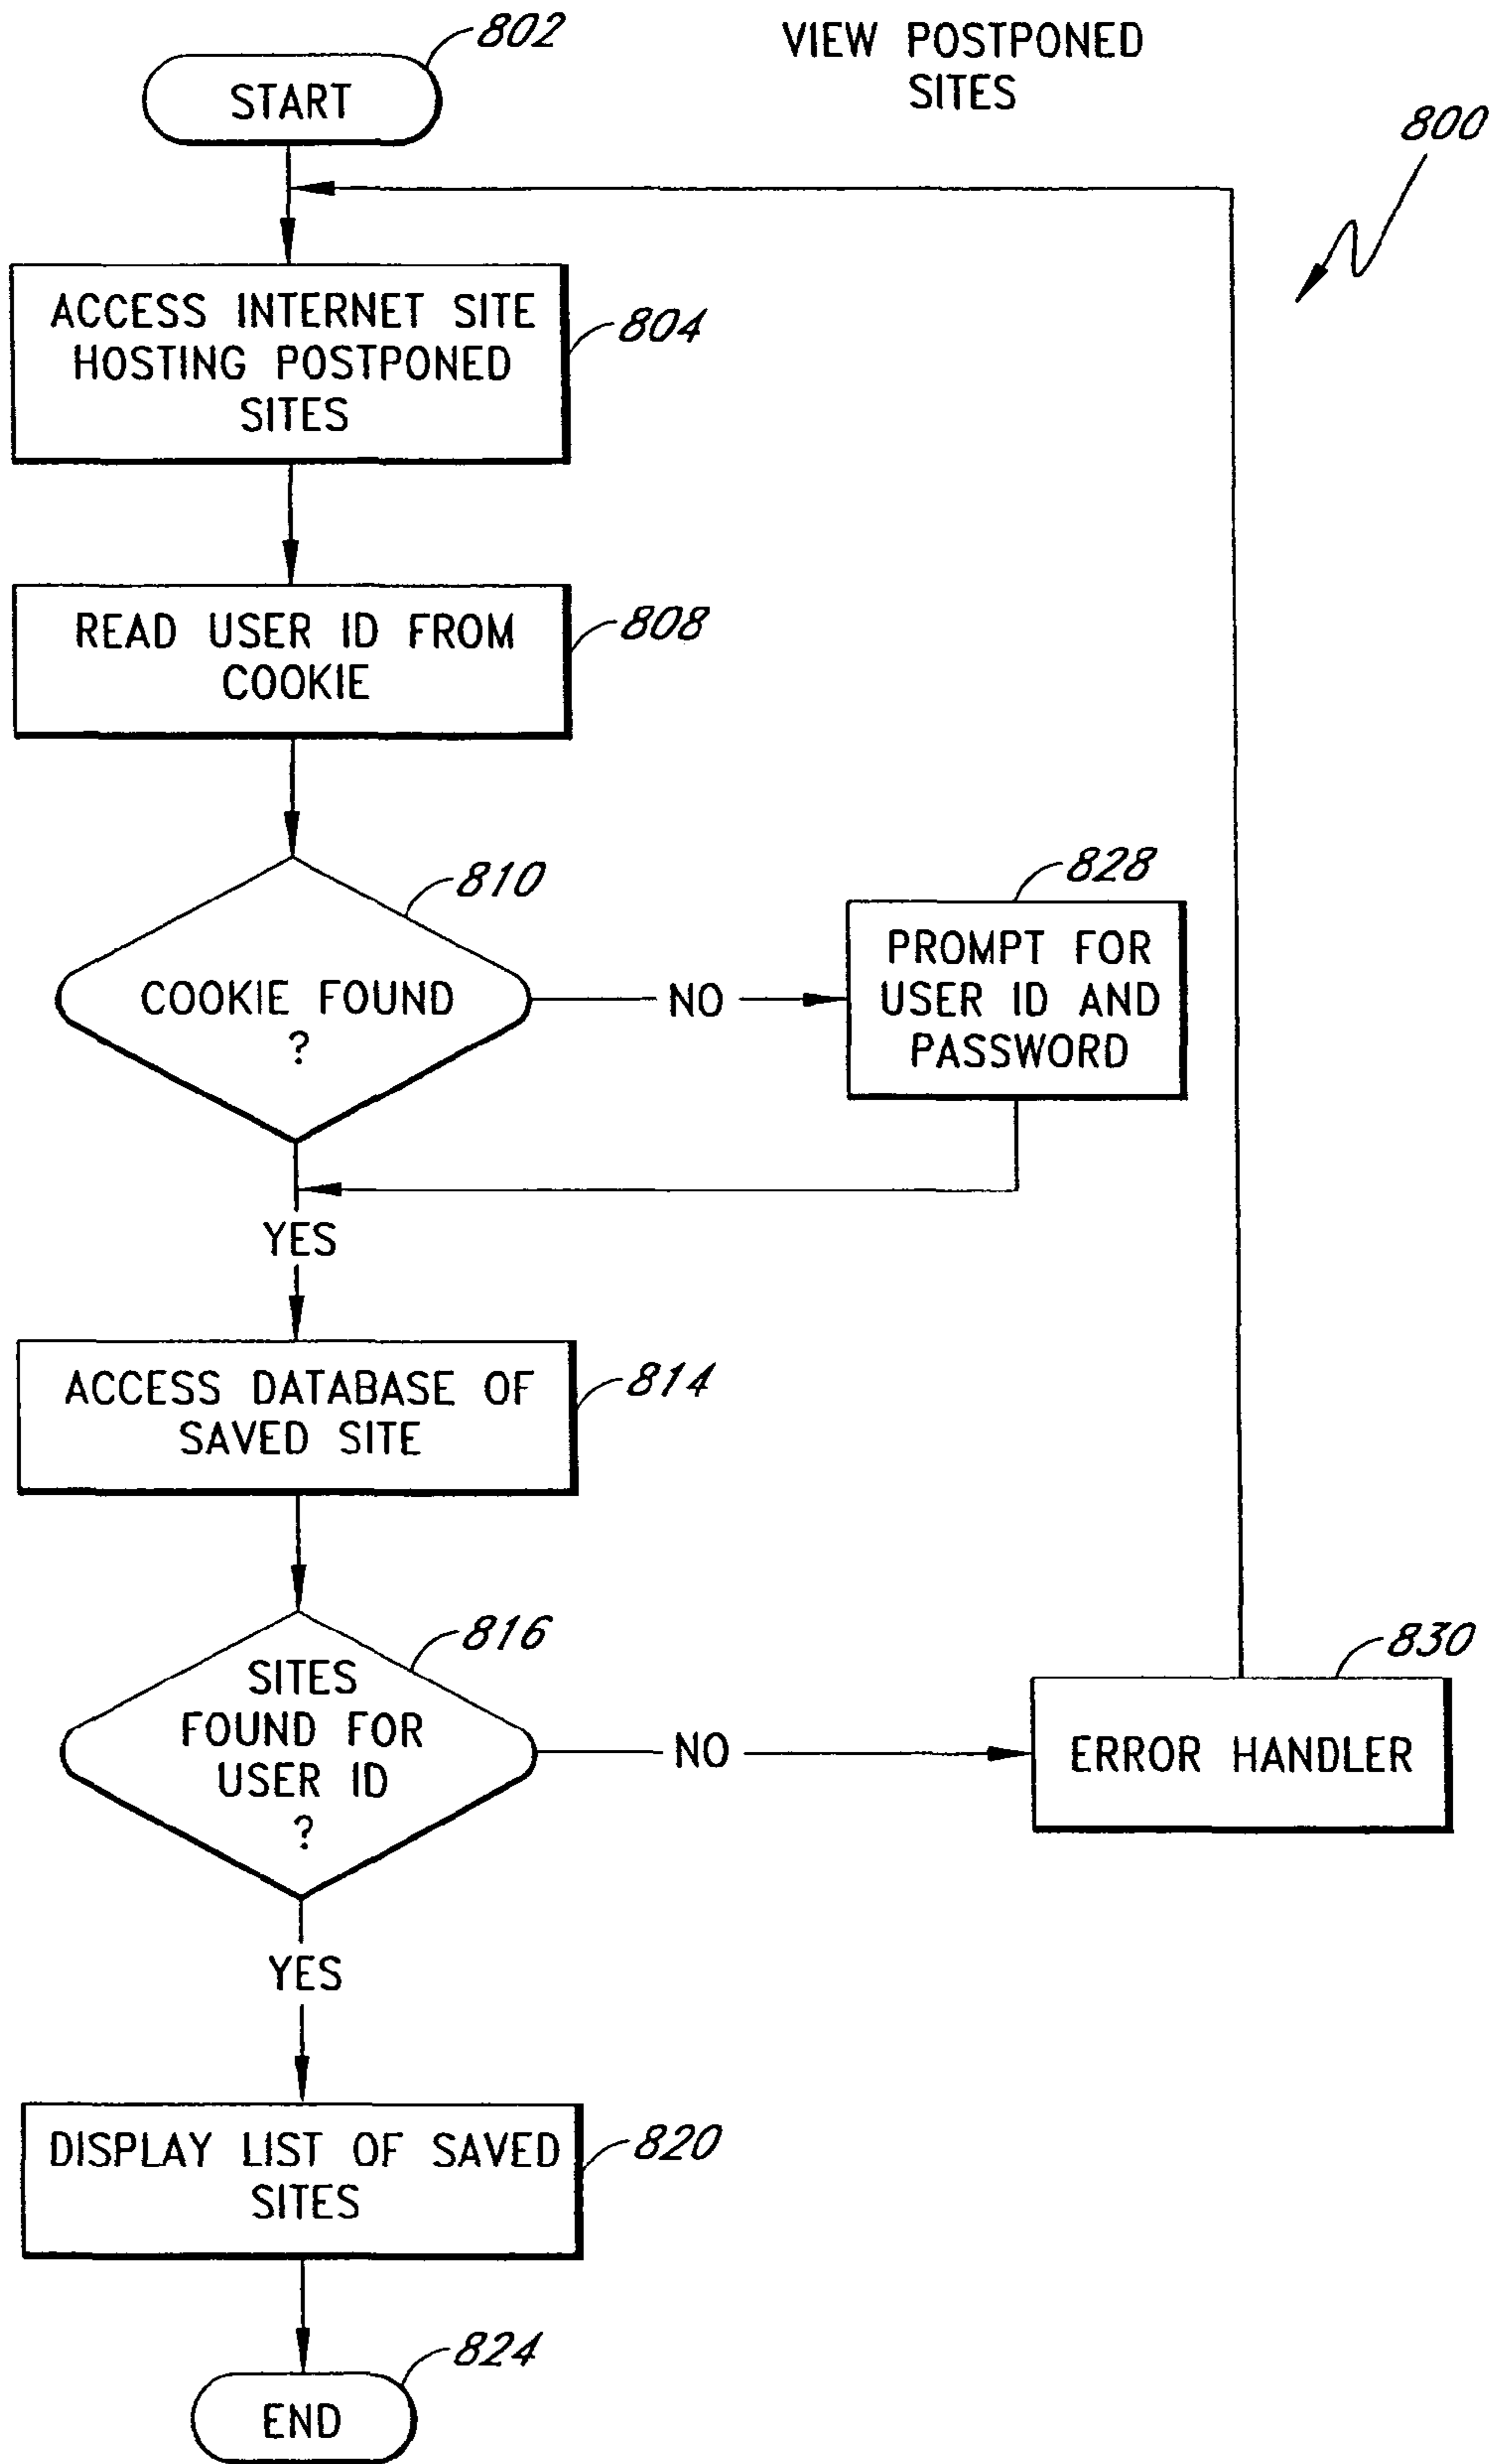 802
VIEW POSTPONED
SITES
START
800
ACCESS INTERNET SITE
HOSTING POSTPONED
SITES
804
READ USER ID FROM
COOKIE
808
810
COOKIE FOUND
?
NO
828
PROMPT FOR
USER ID AND
PASSWORD
YES
ACCESS DATABASE OF
SAVED SITE
814
816
SITES
FOUND FOR
USER ID
?
NO
830
ERROR HANDLER
YES
DISPLAY LIST OF SAVED
SITES
820
824
END